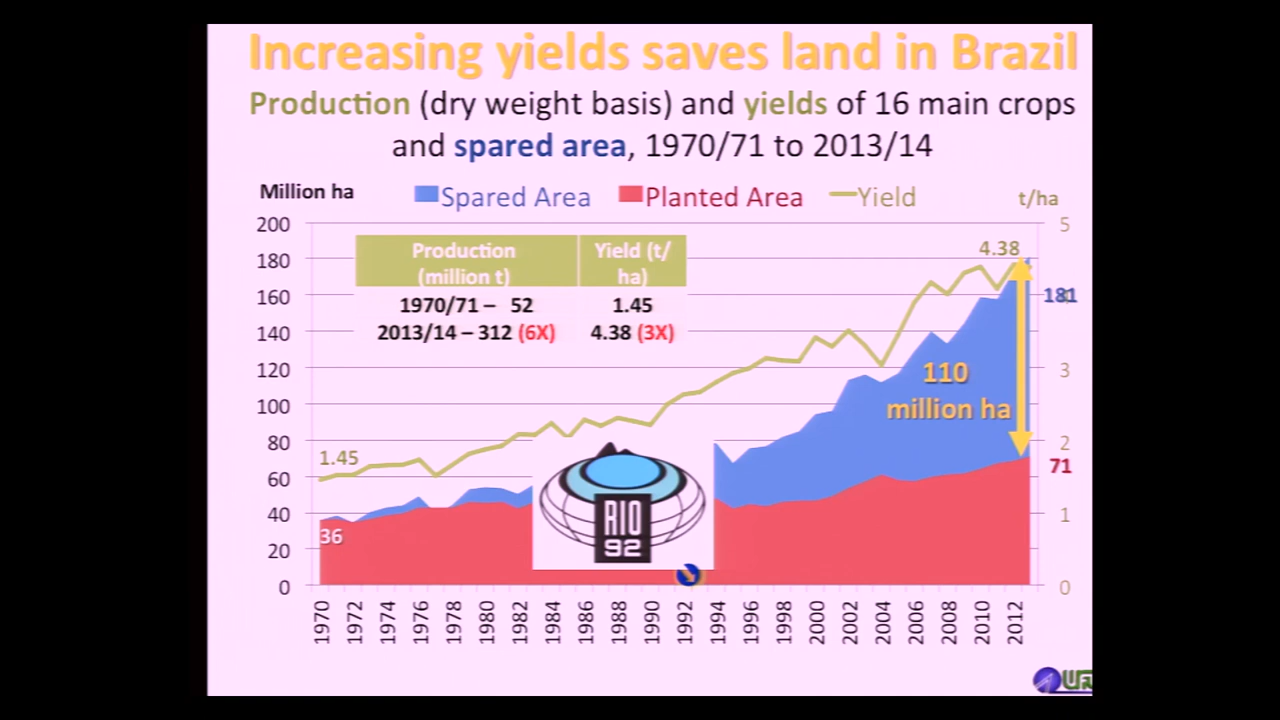 Increasing yields saves land in Brazil
Production (dry weight basis) and yields of 16 main crops
and spared area, 1970/71 to 2013/14
Million ha
Spared Area
Planted Area
Yield
t/ha
200
180
160
140
120
100
80
60
40
20
0
Production
(million t)
Yield (t/
ha)
1970/71 – 52
1.45
2013/14 – 312 (6X)
4.38 (3X)
4.38
181
110
million ha
71
1.45
36
RIO
92
5
3
2
1
0
1970
1972
1974
1976
1978
1980
1982
1984
1986
1988
1990
1992
1994
1996
1998
2000
2002
2004
2006
2008
2010
2012